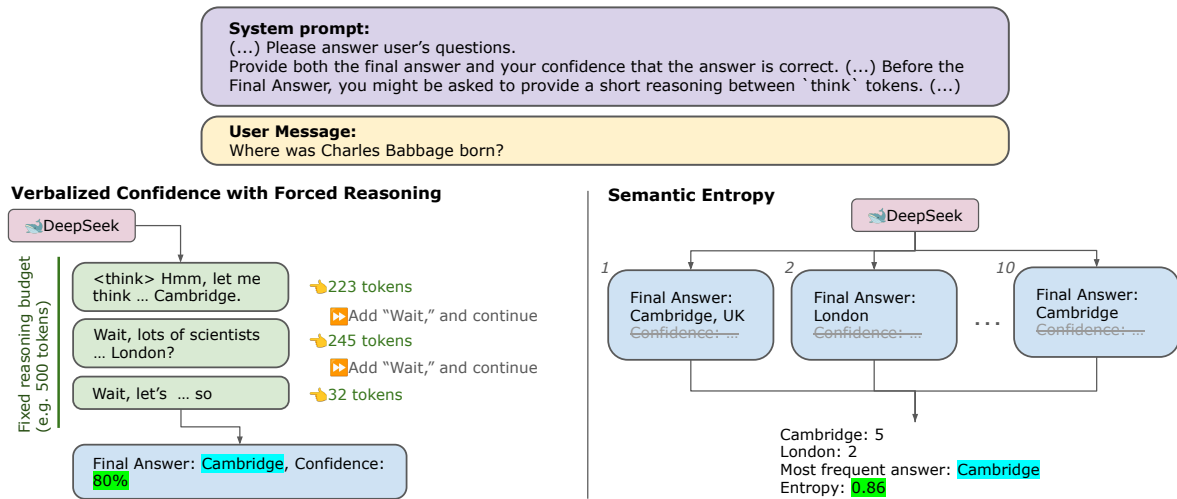 System prompt:
(...) Please answer user's questions.
Provide both the final answer and your confidence that the answer is correct. (...) Before the
Final Answer, you might be asked to provide a short reasoning between `think` tokens. (...)
User Message:
Where was Charles Babbage born?
Verbalized Confidence with Forced Reasoning
DeepSeek
Fixed reasoning budget
(e.g. 500 tokens)
<think> Hmm, let me
think ... Cambridge.
223 tokens
Add “Wait,” and continue
Wait, lots of scientists
... London?
245 tokens
Add “Wait,” and continue
Wait, let's ... so
32 tokens
Final Answer: Cambridge, Confidence:
80%
Semantic Entropy
DeepSeek
1
Final Answer:
Cambridge, UK
Confidence: ...
2
Final Answer:
London
Confidence: ...
...
10
Final Answer:
Cambridge
Confidence: ...
Cambridge: 5
London: 2
Most frequent answer: Cambridge
Entropy: 0.86